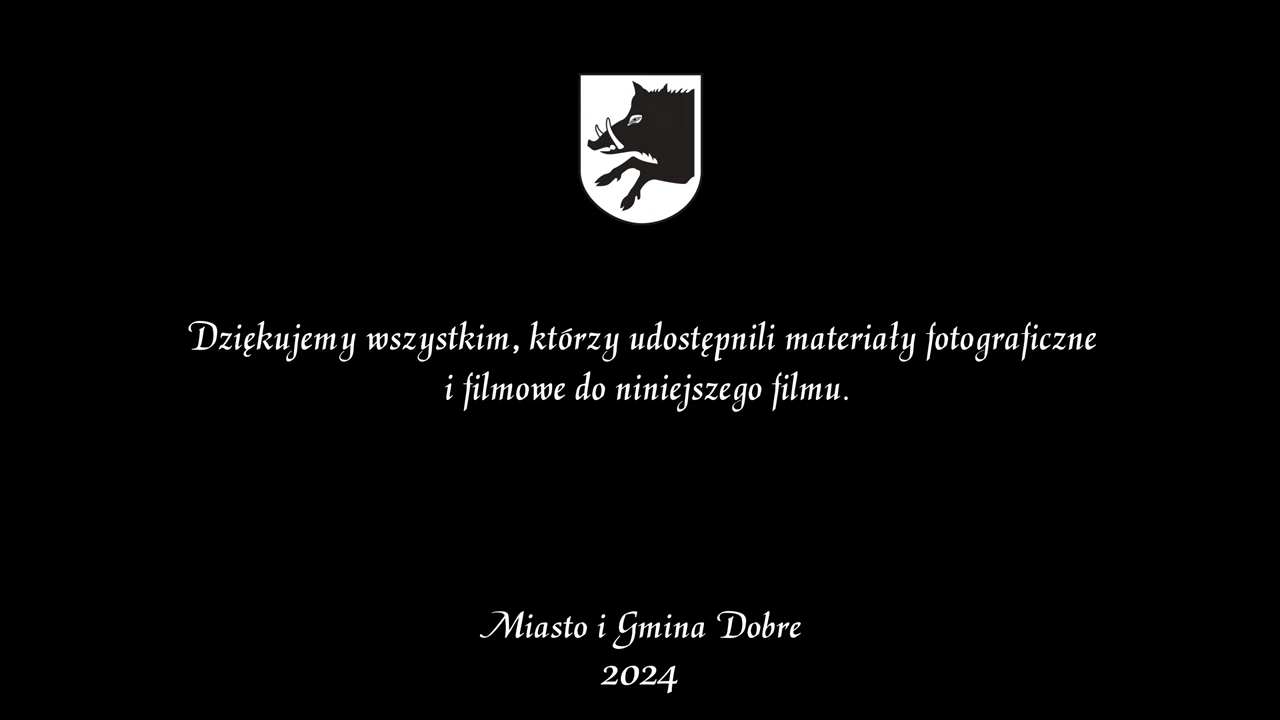 Dziękujemy wszystkim, którzy udostępnili materiały fotograficzne
i filmowe do niniejszego filmu.
Miasto i Gmina Dobre
2024